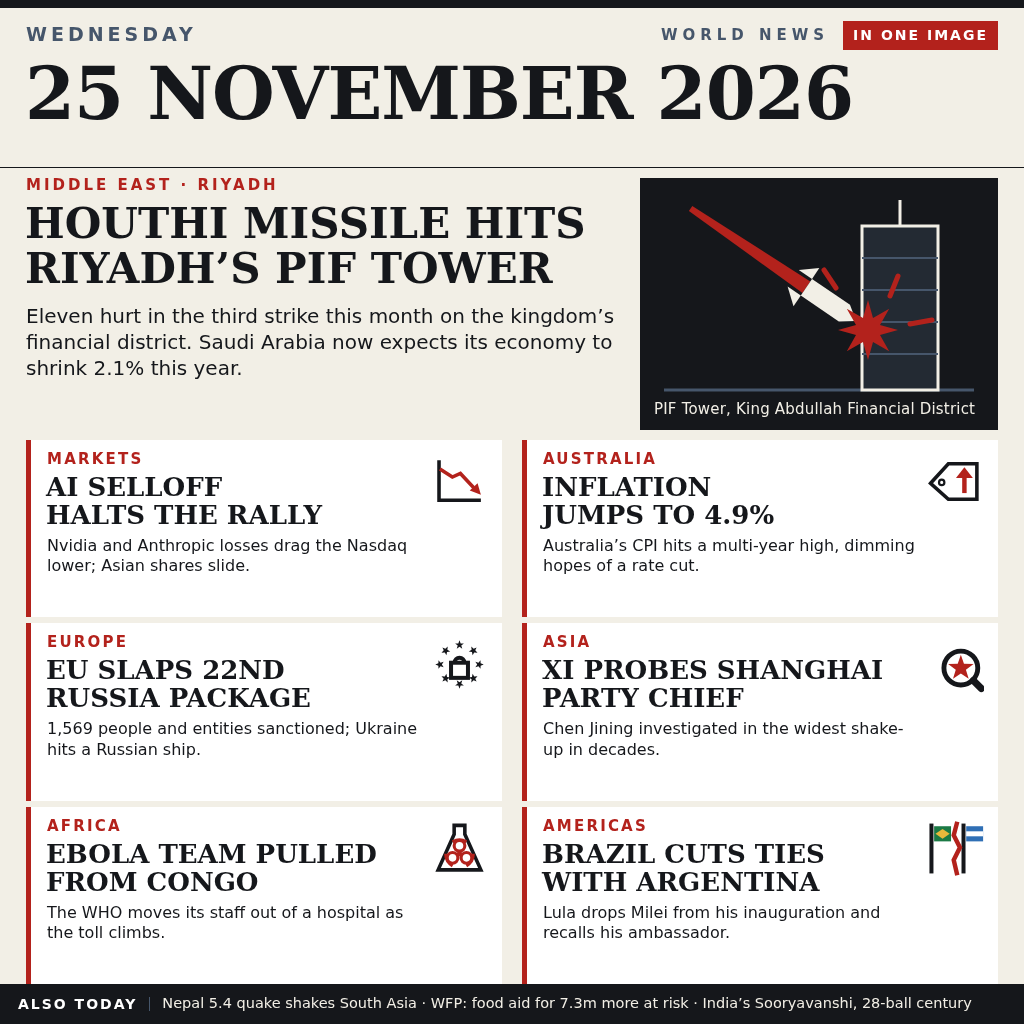 WEDNESDAY
WORLD NEWS IN ONE IMAGE
25 NOVEMBER 2026
MIDDLE EAST · RIYADH
HOUTHI MISSILE HITS
RIYADH’S PIF TOWER
Eleven hurt in the third strike this month on the kingdom’s
financial district. Saudi Arabia now expects its economy to
shrink 2.1% this year.
PIF Tower, King Abdullah Financial District
MARKETS
AI SELLOFF
HALTS THE RALLY
Nvidia and Anthropic losses drag the Nasdaq
lower; Asian shares slide.
AUSTRALIA
INFLATION
JUMPS TO 4.9%
Australia’s CPI hits a multi-year high, dimming
hopes of a rate cut.
EUROPE
EU SLAPS 22ND
RUSSIA PACKAGE
1,569 people and entities sanctioned; Ukraine
hits a Russian ship.
ASIA
XI PROBES SHANGHAI
PARTY CHIEF
Chen Jining investigated in the widest shake-
up in decades.
AFRICA
EBOLA TEAM PULLED
FROM CONGO
The WHO moves its staff out of a hospital as
the toll climbs.
AMERICAS
BRAZIL CUTS TIES
WITH ARGENTINA
Lula drops Milei from his inauguration and
recalls his ambassador.
ALSO TODAY Nepal 5.4 quake shakes South Asia · WFP: food aid for 7.3m more at risk · India’s Sooryavanshi, 28-ball century